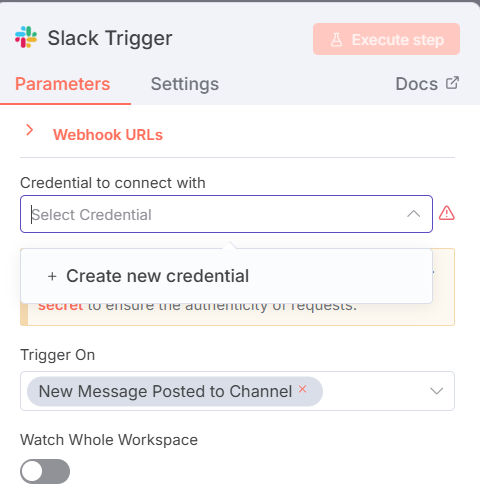 Slack Trigger
Execute step
Parameters
Settings
Docs
Webhook URLs
Credential to connect with
Select Credential
+ Create new credential
secret to ensure the authenticity of requests.
Trigger On
New Message Posted to Channel ×
Watch Whole Workspace